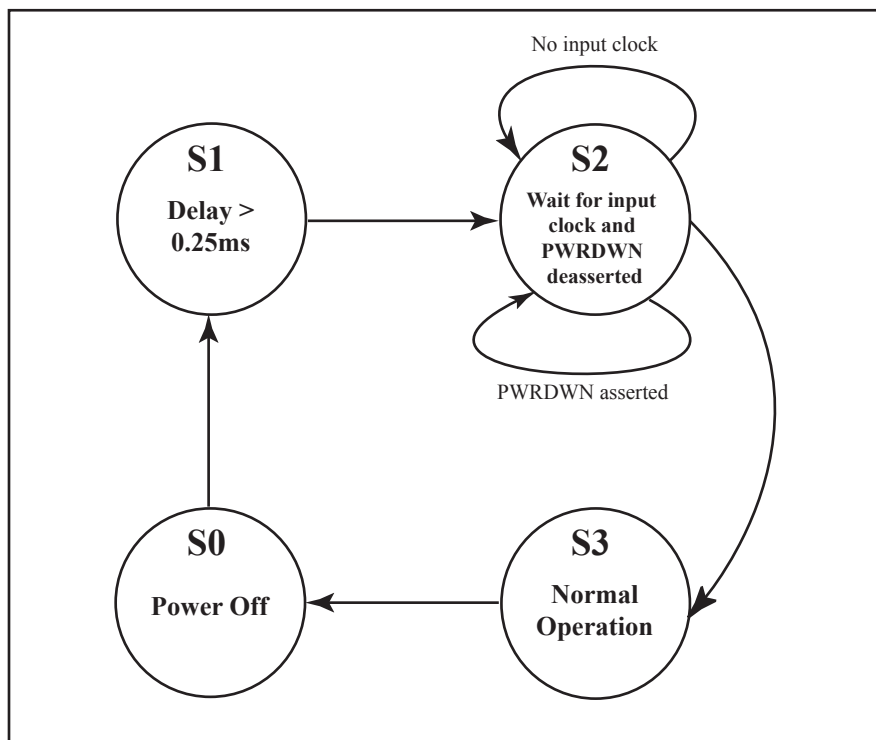 No input clock
S1
Delay >
0.25ms
S2
Wait for input
clock and
PWRDWN
deasserted
PWRDWN asserted
S0
Power Off
S3
Normal
Operation